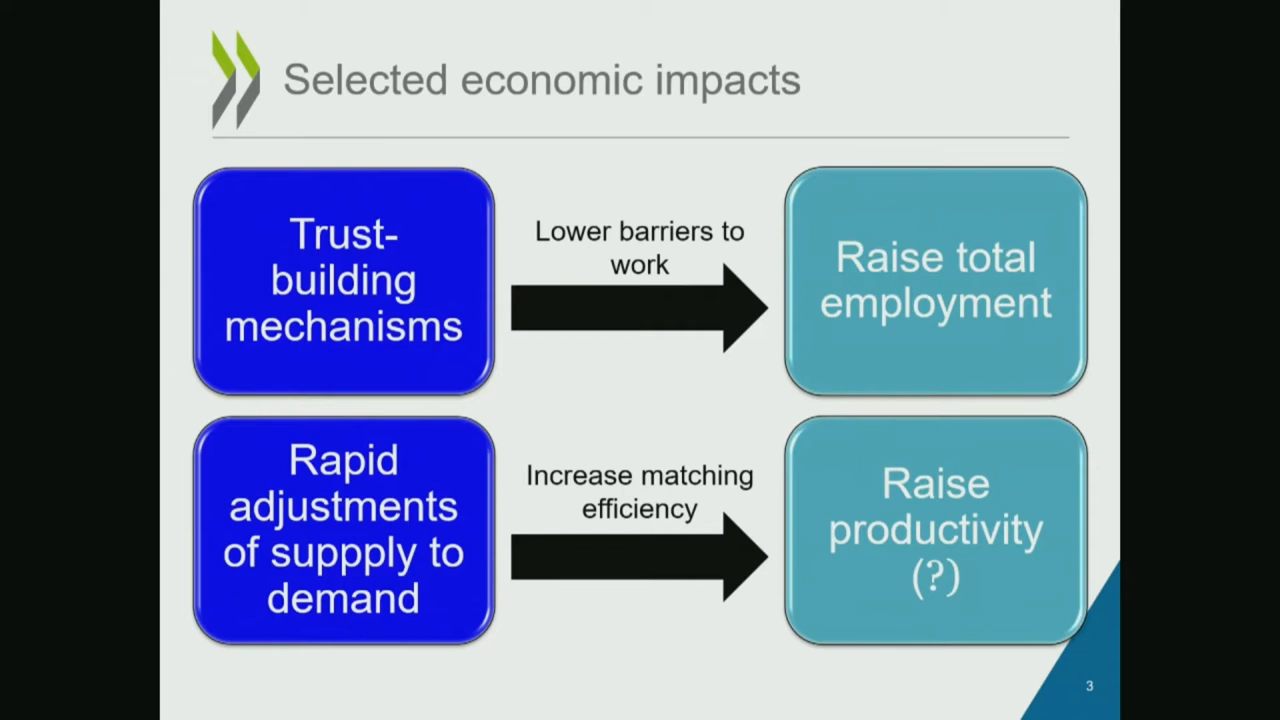 Selected economic impacts
Trust-
building
mechanisms
Lower barriers to
work
Raise total
employment
Rapid
adjustments
of suppply to
demand
Increase matching
efficiency
Raise
productivity
(?)
3